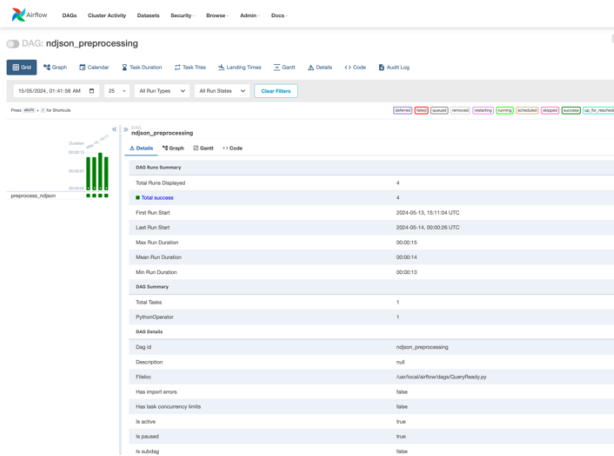 Airflow DAGs Cluster Activity Datasets Security Browse Admin Docs
DAG: ndjson_preprocessing
Grid Graph Calendar Task Duration Task Tries Landing Times Gantt Details Code Audit Log
15/05/2024, 01:41:58 AM 25 All Run Types All Run States Clear Filters
Press + / for Shortcuts
deferred failed queued removed restarting running scheduled skipped success up_for_resched
DAG
ndjson_preprocessing
Duration
00:00:15
00:00:07
00:00:00
preprocess_ndjson
Details Graph Gantt Code
DAG Runs Summary
Total Runs Displayed 4
Total success 4
First Run Start 2024-05-13, 15:11:04 UTC
Last Run Start 2024-05-14, 00:00:26 UTC
Max Run Duration 00:00:15
Mean Run Duration 00:00:14
Min Run Duration 00:00:13
DAG Summary
Total Tasks 1
PythonOperator 1
DAG Details
Dag id ndjson_preprocessing
Description null
Fileloc /usr/local/airflow/dags/QueryReady.py
Has import errors false
Has task concurrency limits false
Is active true
Is paused true
Is subdag false